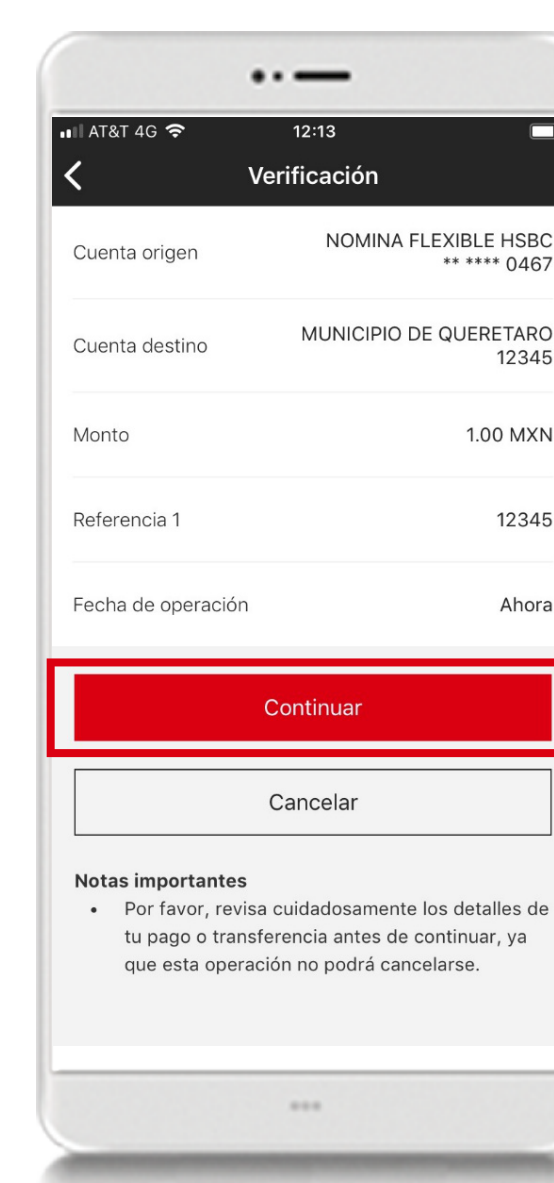 AT&T 4G 12:13
Verificación
Cuenta origen NOMINA FLEXIBLE HSBC
** **** 0467
Cuenta destino MUNICIPIO DE QUERETARO
12345
Monto 1.00 MXN
Referencia 1 12345
Fecha de operación Ahora
Continuar
Cancelar
Notas importantes
• Por favor, revisa cuidadosamente los detalles de
tu pago o transferencia antes de continuar, ya
que esta operación no podrá cancelarse.